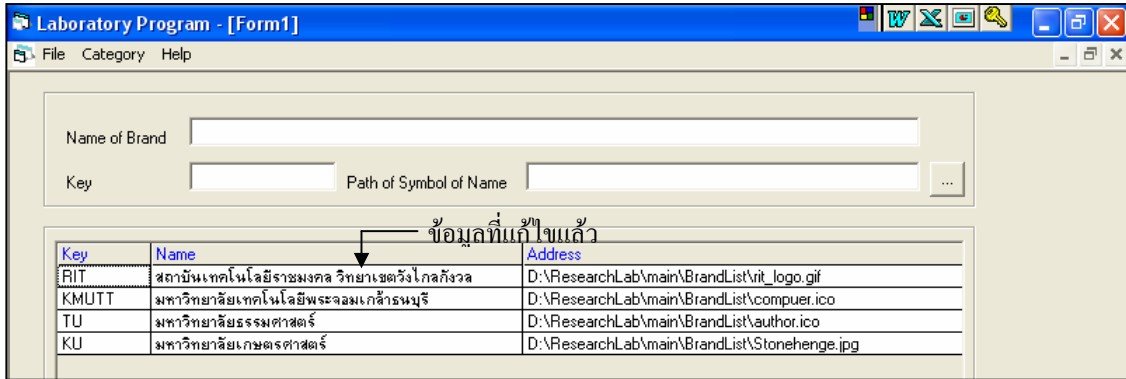 Laboratory Program - [Form1]
File Category Help
Name of Brand
Key Path of Symbol of Name ...
ข้อมูลที่แก้ไขแล้ว
Key Name Address
RIT สถาบันเทคโนโลยีราชมงคล วิทยาเขตวังไกลกังวล D:\ResearchLab\main\BrandList\rit_logo.gif
KMUTT มหาวิทยาลัยเทคโนโลยีพระจอมเกล้าธนบุรี D:\ResearchLab\main\BrandList\compuer.ico
TU มหาวิทยาลัยธรรมศาสตร์ D:\ResearchLab\main\BrandList\author.ico
KU มหาวิทยาลัยเกษตรศาสตร์ D:\ResearchLab\main\BrandList\Stonehenge.jpg